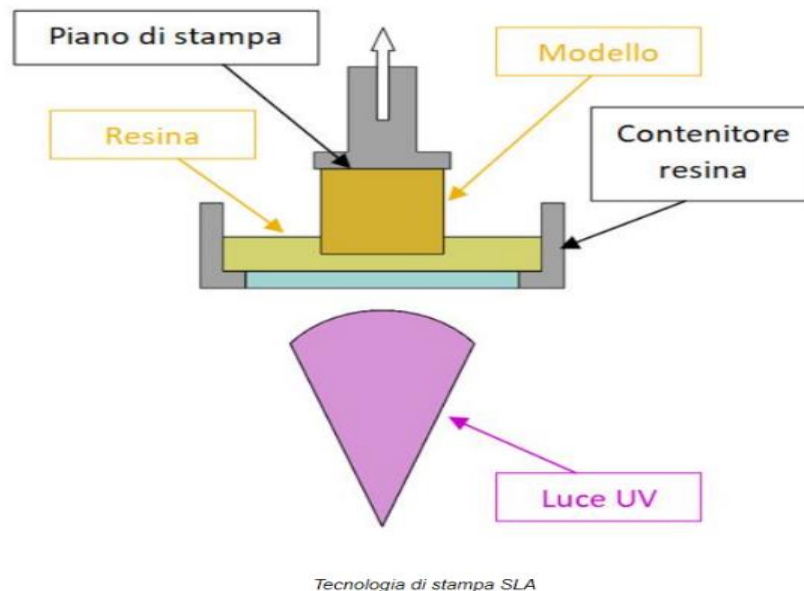 Piano di stampa
Modello
Resina
Contenitore
resina
Luce UV
Tecnologia di stampa SLA